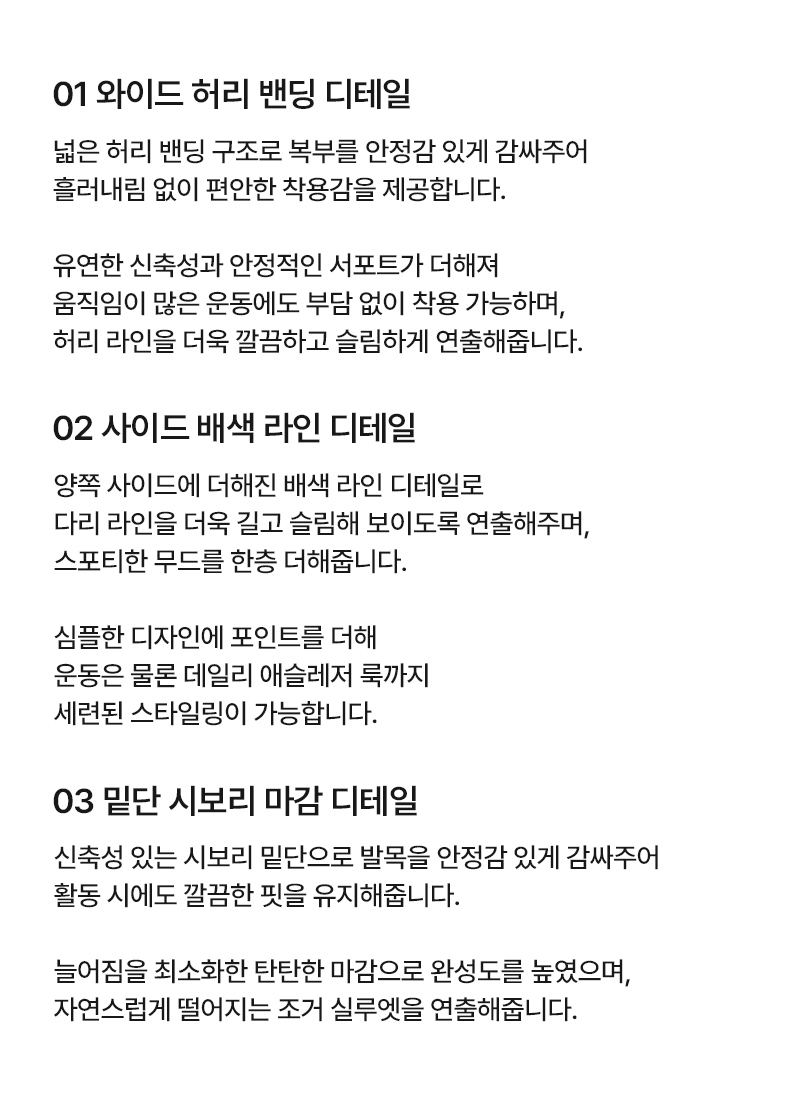 01 와이드 허리 밴딩 디테일
넓은 허리 밴딩 구조로 복부를 안정감 있게 감싸주어
흘러내림 없이 편안한 착용감을 제공합니다.
유연한 신축성과 안정적인 서포트가 더해져
움직임이 많은 운동에도 부담 없이 착용 가능하며,
허리 라인을 더욱 깔끔하고 슬림하게 연출해줍니다.
02 사이드 배색 라인 디테일
양쪽 사이드에 더해진 배색 라인 디테일로
다리 라인을 더욱 길고 슬림해 보이도록 연출해주며,
스포티한 무드를 한층 더해줍니다.
심플한 디자인에 포인트를 더해
운동은 물론 데일리 애슬레저 룩까지
세련된 스타일링이 가능합니다.
03 밑단 시보리 마감 디테일
신축성 있는 시보리 밑단으로 발목을 안정감 있게 감싸주어
활동 시에도 깔끔한 핏을 유지해줍니다.
늘어짐을 최소화한 탄탄한 마감으로 완성도를 높였으며,
자연스럽게 떨어지는 조거 실루엣을 연출해줍니다.